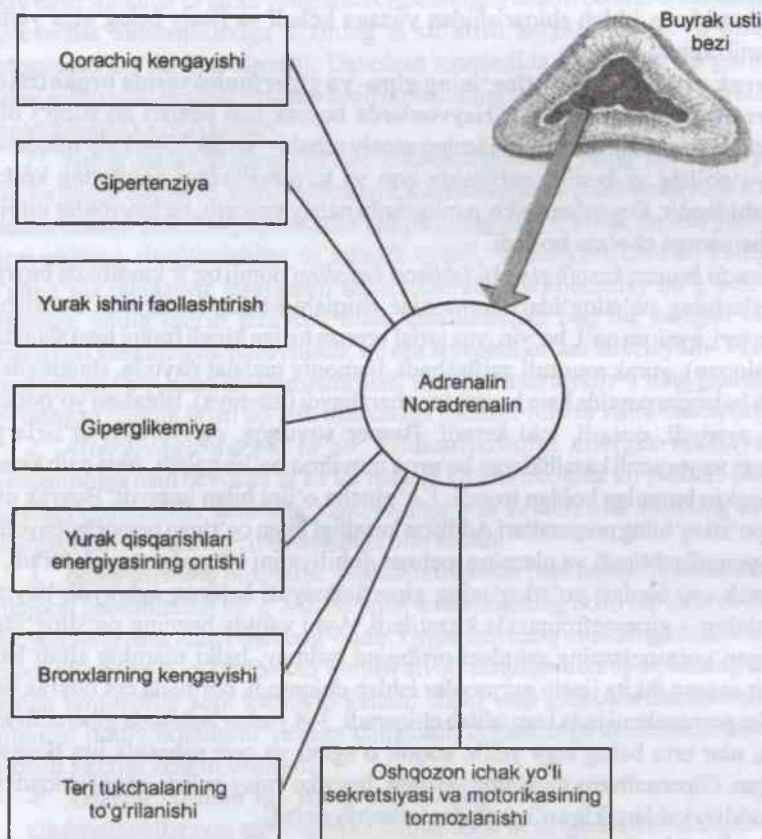 Buyrak usti
bezi
Qorachiq kengayishi
Gipertenziya
Yurak ishini faollashtirish
Adrenalin
Noradrenalin
Giperglikemiya
Yurak qisqarishlari
energiyasining ortishi
Bronxlarning kengayishi
Teri tukchalarining
to'g'rilanishi
Oshqozon ichak yo'li
sekretsiyasi va motorikasining
tormozlanishi